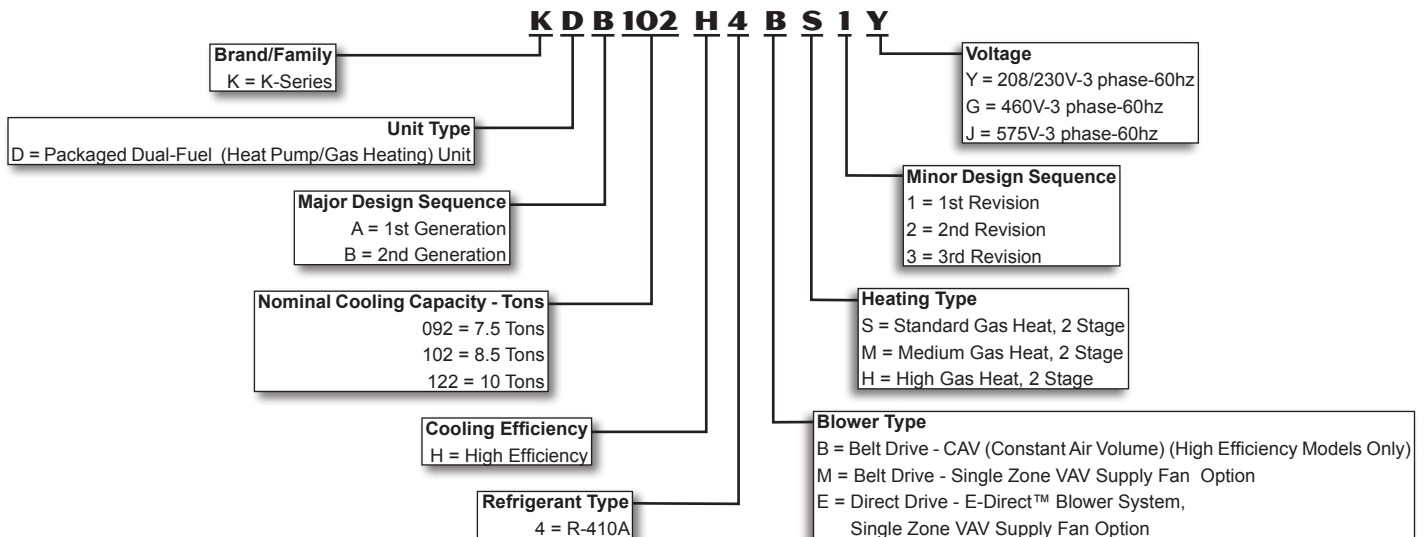 K D B 102 H 4 B S 1 Y
Brand/Family
K = K-Series
Unit Type
D = Packaged Dual-Fuel (Heat Pump/Gas Heating) Unit
Major Design Sequence
A = 1st Generation
B = 2nd Generation
Nominal Cooling Capacity - Tons
092 = 7.5 Tons
102 = 8.5 Tons
122 = 10 Tons
Cooling Efficiency
H = High Efficiency
Refrigerant Type
4 = R-410A
Voltage
Y = 208/230V-3 phase-60hz
G = 460V-3 phase-60hz
J = 575V-3 phase-60hz
Minor Design Sequence
1 = 1st Revision
2 = 2nd Revision
3 = 3rd Revision
Heating Type
S = Standard Gas Heat, 2 Stage
M = Medium Gas Heat, 2 Stage
H = High Gas Heat, 2 Stage
Blower Type
B = Belt Drive - CAV (Constant Air Volume) (High Efficiency Models Only)
M = Belt Drive - Single Zone VAV Supply Fan Option
E = Direct Drive - E-Direct™ Blower System,
Single Zone VAV Supply Fan Option